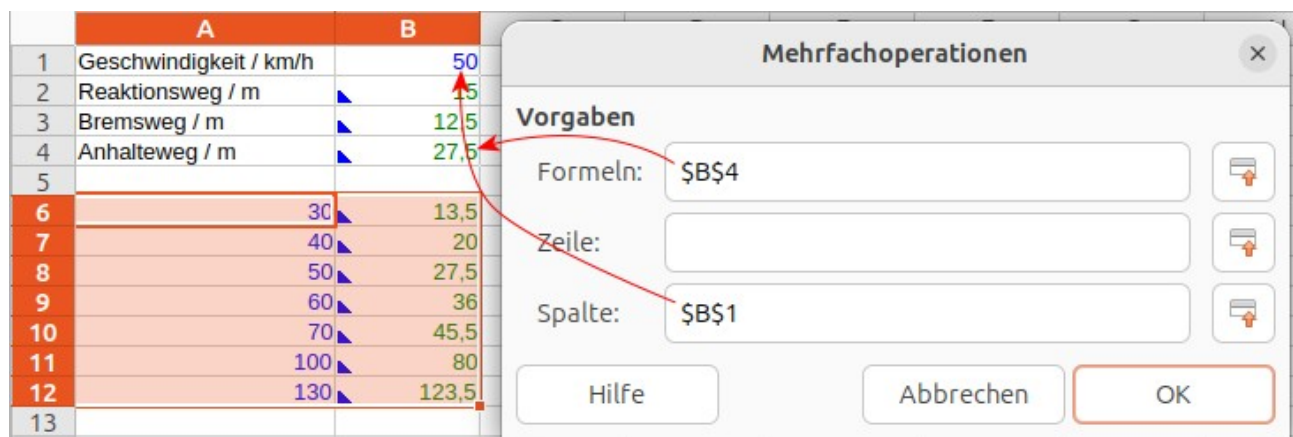 A B
1 Geschwindigkeit / km/h 50
2 Reaktionsweg / m 15
3 Bremsweg / m 12,5
4 Anhalteweg / m 27,5
5
6 30 13,5
7 40 20
8 50 27,5
9 60 36
10 70 45,5
11 100 80
12 130 123,5
13
Mehrfachoperationen
Vorgaben
Formeln: $B$4
Zeile:
Spalte: $B$1
Hilfe Abbrechen OK